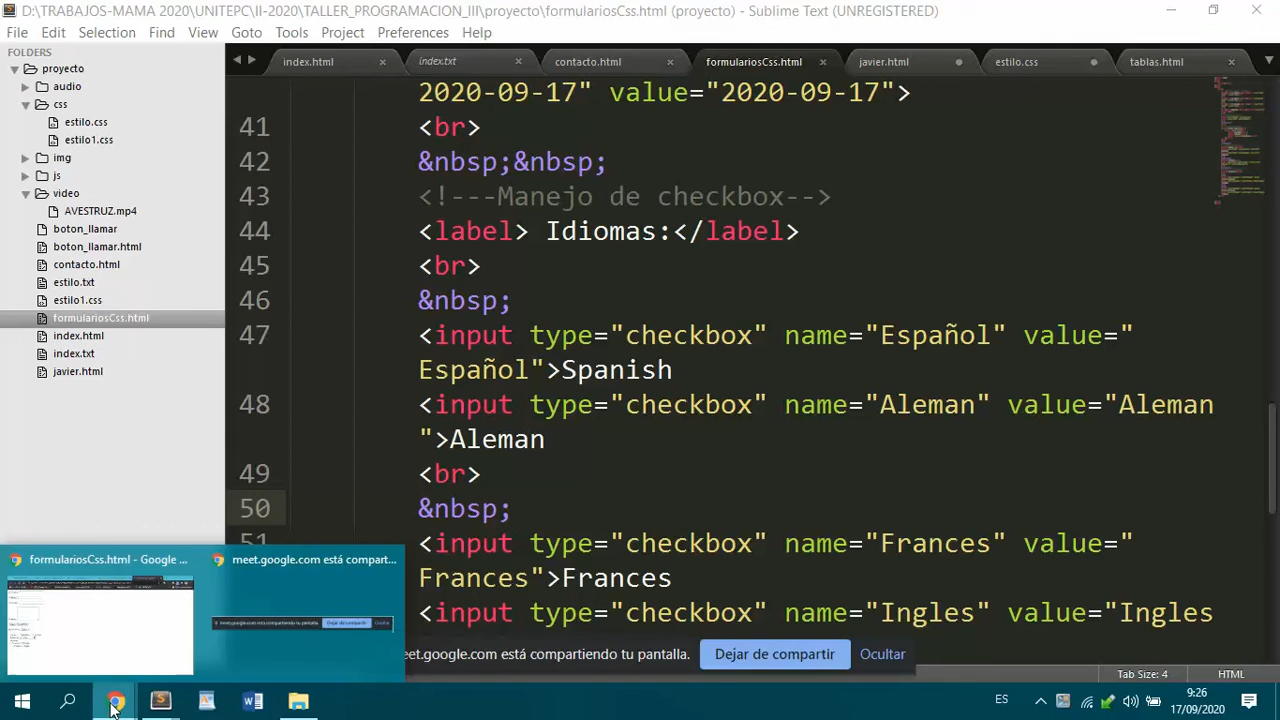 D:\TRABAJOS-MAMA 2020\UNITEPC\II-2020\TALLER_PROGRAMACION_III\proyecto\formulariosCss.html (proyecto) - Sublime Text (UNREGISTERED)
File Edit Selection Find View Goto Tools Project Preferences Help
FOLDERS
proyecto
audio
css
estilo.css
estilo1.css
img
js
video
AVESTRUZ.mp4
boton_llamar
boton_llamar.html
contacto.html
estilo.txt
estilo1.css
formulariosCss.html
index.html
index.txt
javier.html
index.html index.txt contacto.html formulariosCss.html javier.html estilo.css tablas.html
2020-09-17" value="2020-09-17">
41 <br>
42 &nbsp;&nbsp;
43 <!---Manejo de checkbox-->
44 <label> Idiomas:</label>
45 <br>
46 &nbsp;
47 <input type="checkbox" name="Español" value="
Español">Spanish
48 <input type="checkbox" name="Aleman" value="Aleman
">Aleman
49 <br>
50 &nbsp;
51 <input type="checkbox" name="Frances" value="
Frances">Frances
<input type="checkbox" name="Ingles" value="Ingles
formulariosCss.html - Google ...
meet.google.com está compart...
meet.google.com está compartiendo tu pantalla. Dejar de compartir Ocultar
Tab Size: 4 HTML
ES 9:26
17/09/2020